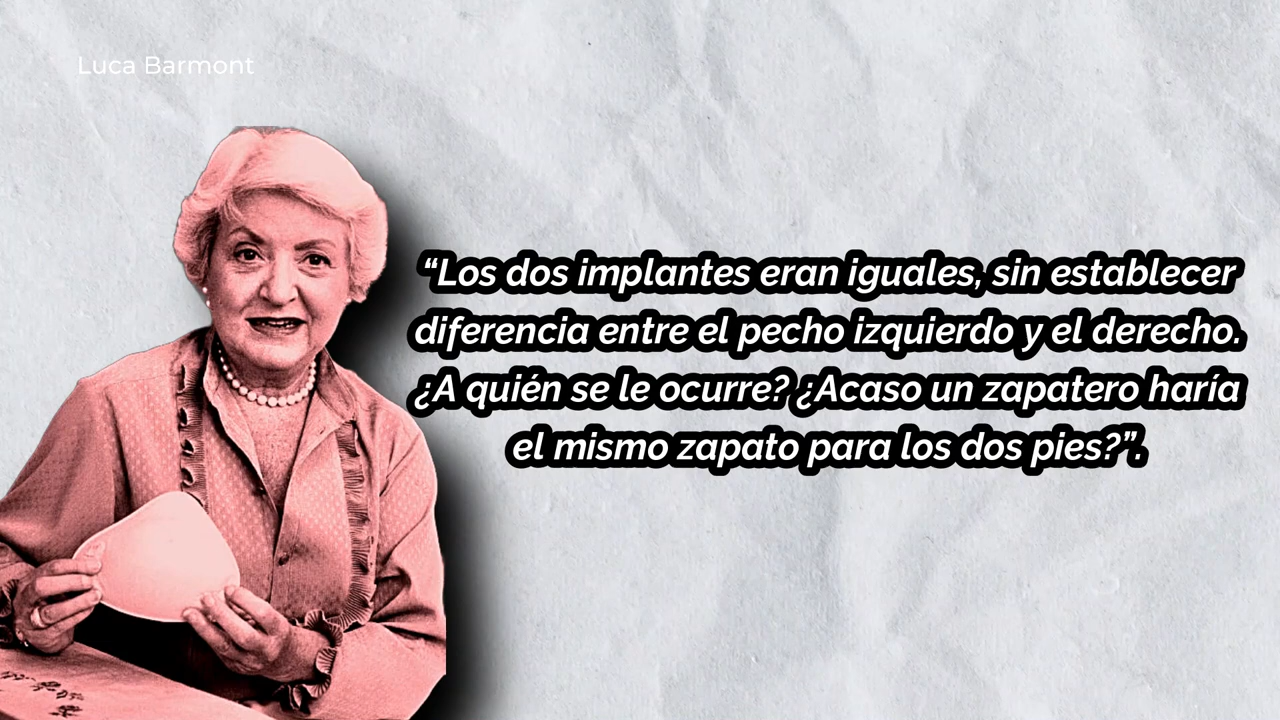 Luca Barmont
“Los dos implantes eran iguales, sin establecer
diferencia entre el pecho izquierdo y el derecho.
¿A quién se le ocurre? ¿Acaso un zapatero haría
el mismo zapato para los dos pies?”.